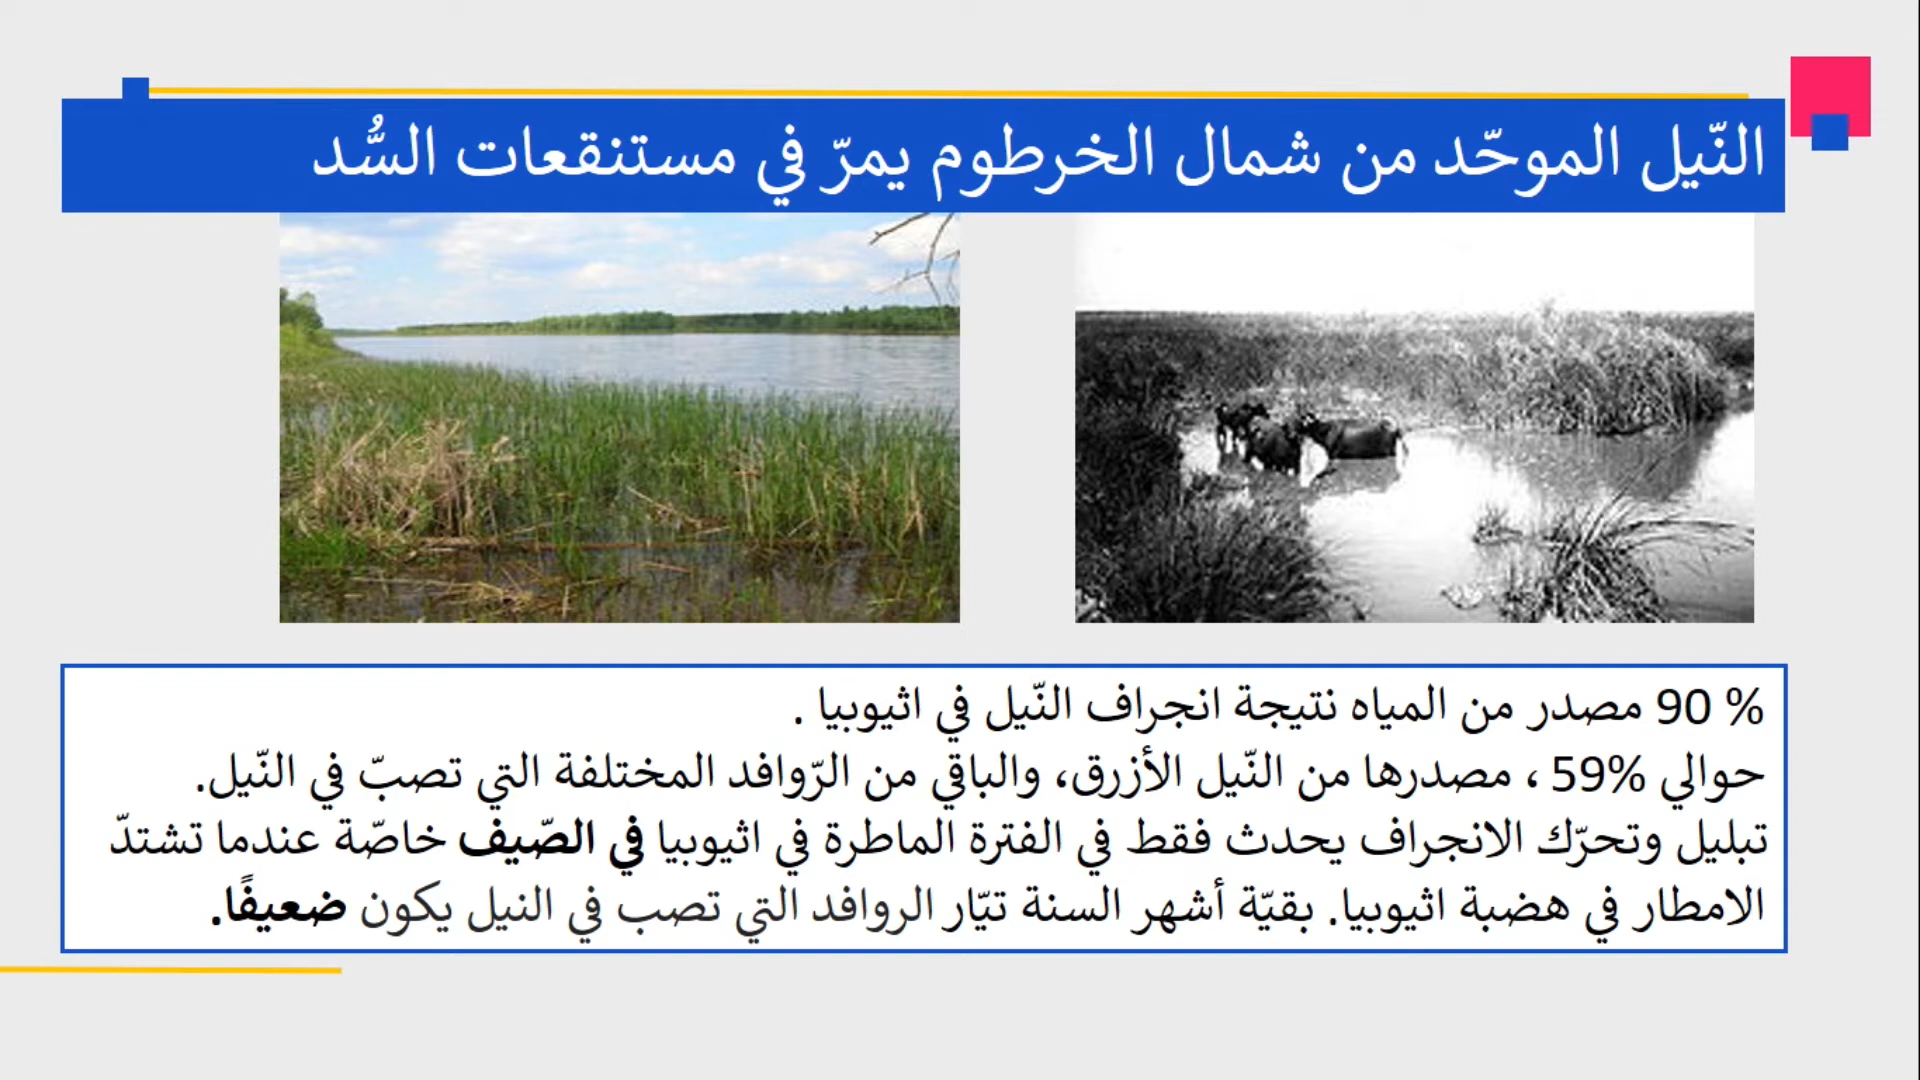 النّيل الموحّد من شمال الخرطوم يمرّ في مستنقعات السُّد
% 90 مصدر من المياه نتيجة انجراف النّيل في اثيوبيا .
حوالي 59% ، مصدرها من النّيل الأزرق، والباقي من الرّوافد المختلفة التي تصبّ في النّيل.
تبليل وتحرّك الانجراف يحدث فقط في الفترة الماطرة في اثيوبيا في الصّيف خاصّة عندما تشتدّ
الامطار في هضبة اثيوبيا. بقيّة أشهر السنة تيّار الروافد التي تصب في النيل يكون ضعيفًا.